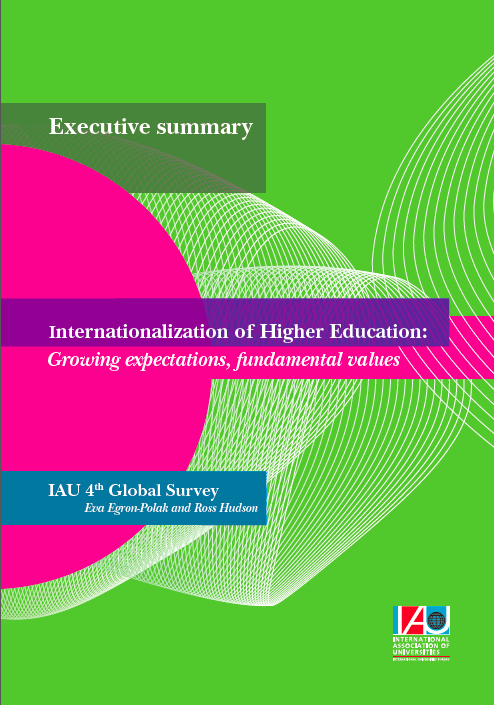 Executive summary
Internationalization of Higher Education:
Growing expectations, fundamental values
IAU 4th Global Survey
Eva Egron-Polak and Ross Hudson
IAU
INTERNATIONAL
ASSOCIATION OF
UNIVERSITIES